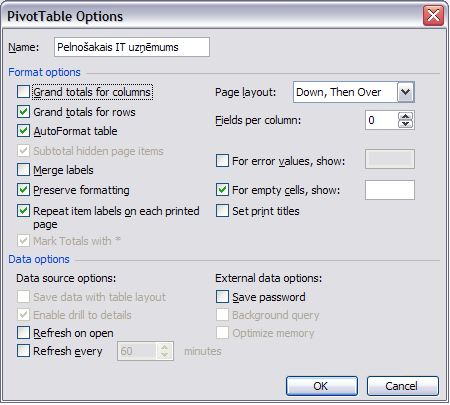 PivotTable Options
Name: Pelnošakais IT uzņēmums
Format options
Grand totals for columns
Page layout: Down, Then Over
Grand totals for rows
Fields per column: 0
AutoFormat table
Subtotal hidden page items
For error values, show:
Merge labels
Preserve formatting
For empty cells, show:
Repeat item labels on each printed
page
Set print titles
Mark Totals with *
Data options
Data source options:
External data options:
Save data with table layout
Save password
Enable drill to details
Background query
Refresh on open
Optimize memory
Refresh every 60 minutes
OK Cancel